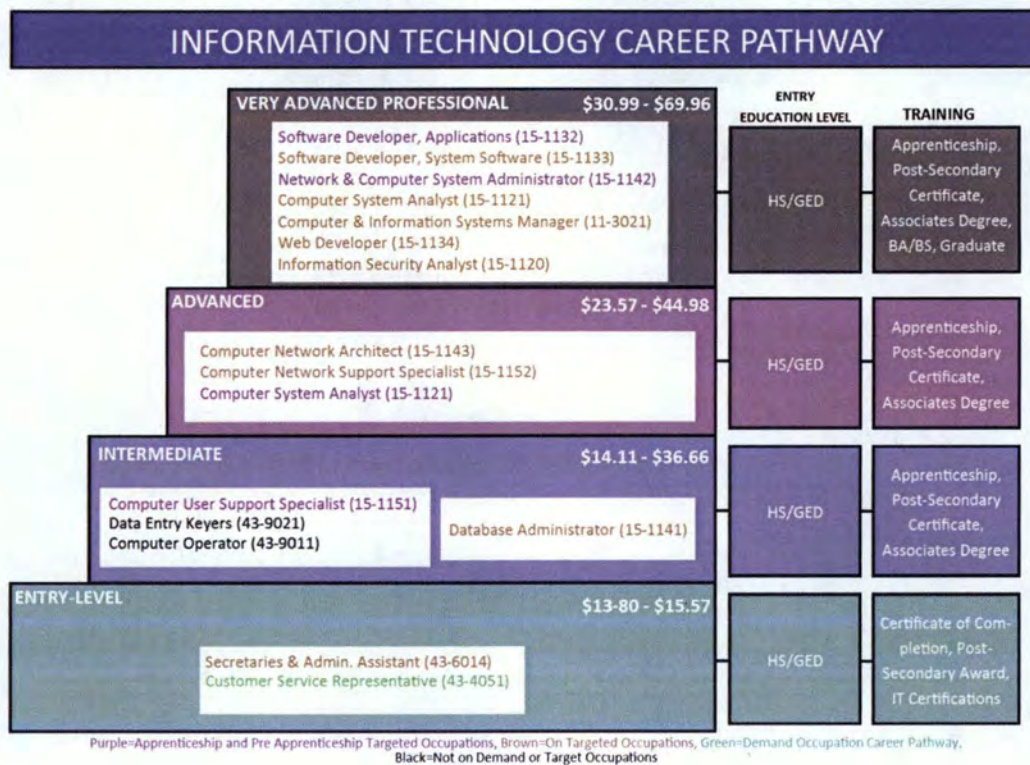 INFORMATION TECHNOLOGY CAREER PATHWAY
VERY ADVANCED PROFESSIONAL $30.99 - $69.96
Software Developer, Applications (15-1132)
Software Developer, System Software (15-1133)
Network & Computer System Administrator (15-1142)
Computer System Analyst (15-1121)
Computer & Information Systems Manager (11-3021)
Web Developer (15-1134)
Information Security Analyst (15-1120)
ENTRY
EDUCATION LEVEL
HS/GED
TRAINING
Apprenticeship,
Post-Secondary
Certificate,
Associates Degree,
BA/BS, Graduate
ADVANCED $23.57 - $44.98
Computer Network Architect (15-1143)
Computer Network Support Specialist (15-1152)
Computer System Analyst (15-1121)
HS/GED
Apprenticeship,
Post-Secondary
Certificate,
Associates Degree
INTERMEDIATE $14.11 - $36.66
Computer User Support Specialist (15-1151)
Data Entry Keyers (43-9021)
Computer Operator (43-9011)
Database Administrator (15-1141)
HS/GED
Apprenticeship,
Post-Secondary
Certificate,
Associates Degree
ENTRY-LEVEL $13-80 - $15.57
Secretaries & Admin. Assistant (43-6014)
Customer Service Representative (43-4051)
HS/GED
Certificate of Com-
pletion, Post-
Secondary Award,
IT Certifications
Purple=Apprenticeship and Pre Apprenticeship Targeted Occupations, Brown=On Targeted Occupations, Green=Demand Occupation Career Pathway,
Black=Not on Demand or Target Occupations